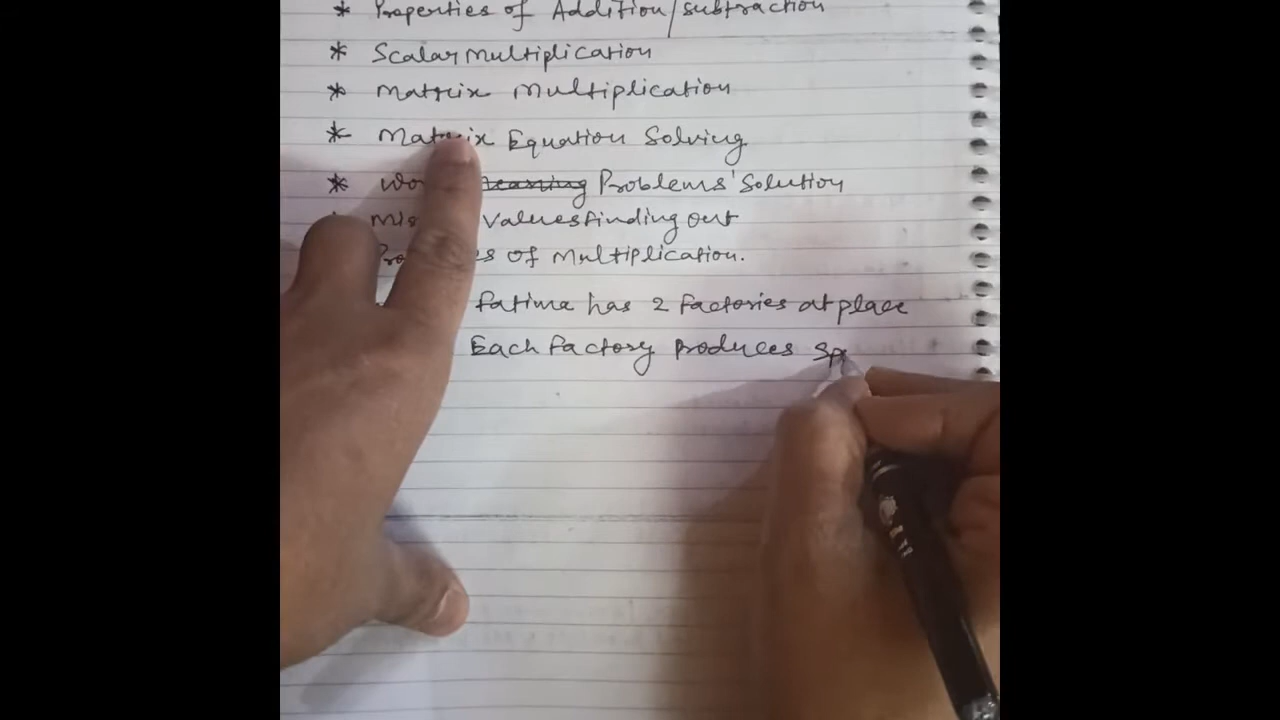 * Properties of Addition/subtraction
* Scalar multiplication
* Matrix Multiplication
* Matrix Equation Solving
* Problems' Solution
Values finding out
of multiplication.
Fatima has 2 factories at place
Each factory produces sp